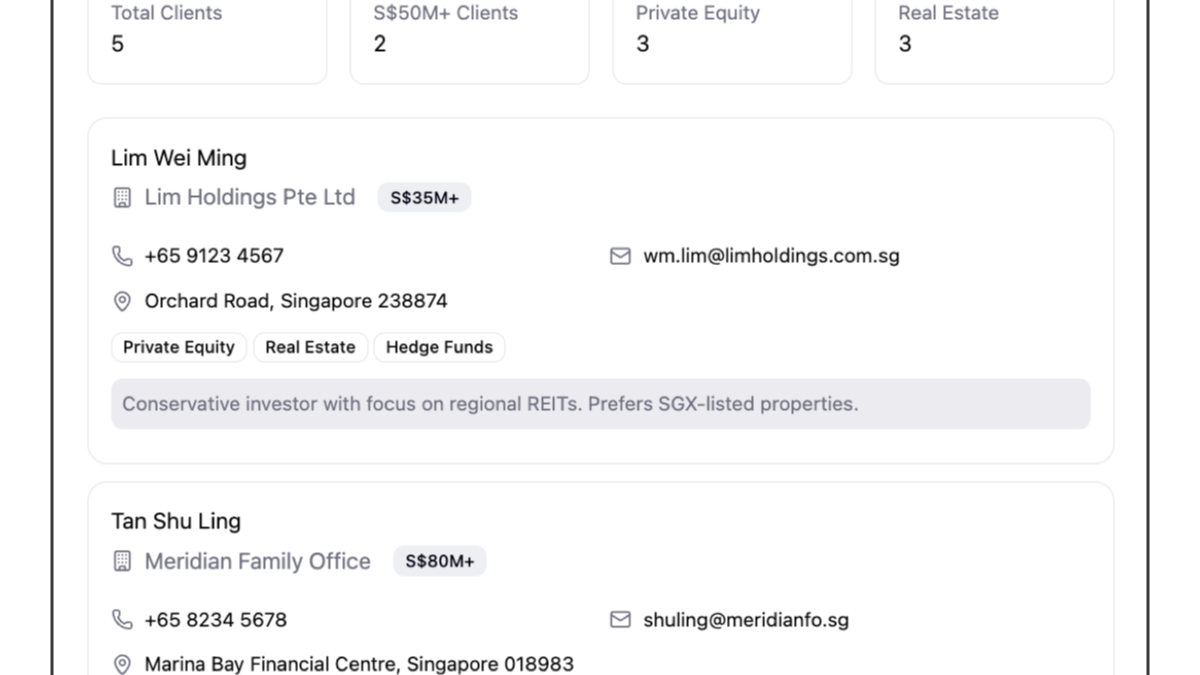 Total Clients
5
S$50M+ Clients
2
Private Equity
3
Real Estate
3
Lim Wei Ming
Lim Holdings Pte Ltd S$35M+
+65 9123 4567 wm.lim@limholdings.com.sg
Orchard Road, Singapore 238874
Private Equity Real Estate Hedge Funds
Conservative investor with focus on regional REITs. Prefers SGX-listed properties.
Tan Shu Ling
Meridian Family Office S$80M+
+65 8234 5678 shuling@meridianfo.sg
Marina Bay Financial Centre, Singapore 018983